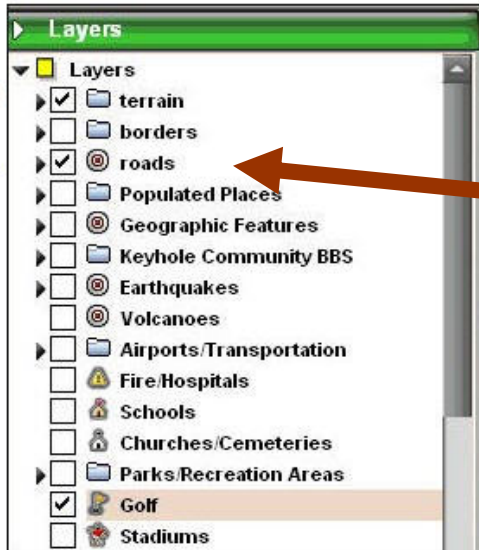 Layers
Layers
terrain
borders
roads
Populated Places
Geographic Features
Keyhole Community BBS
Earthquakes
Volcanoes
Airports/Transportation
Fire/Hospitals
Schools
Churches/Cemeteries
Parks/Recreation Areas
Golf
Stadiums